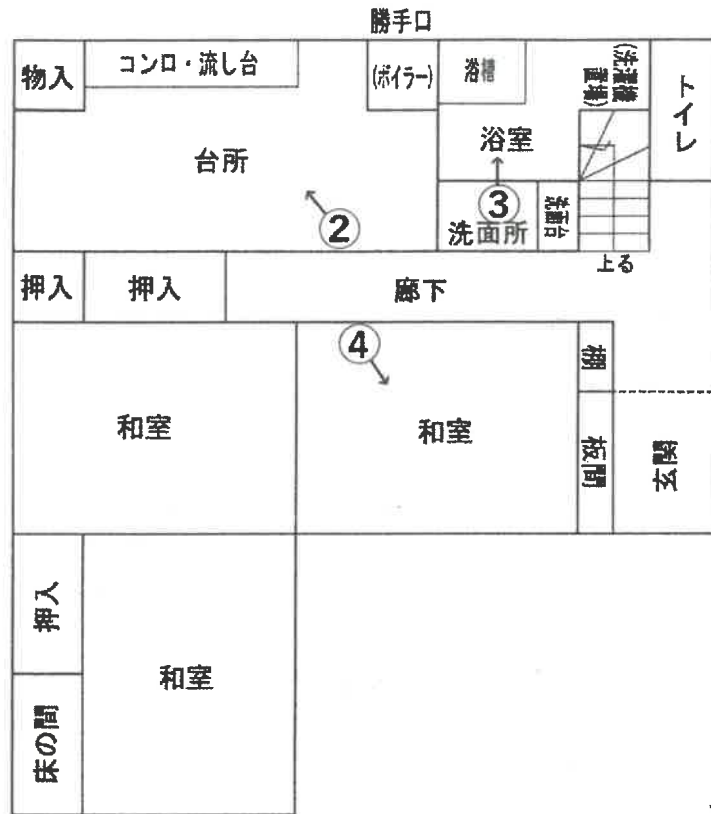 勝手口
物入
コンロ・流し台
(ボイラー)
浴槽
(洗濯機
置場)
トイレ
台所
浴室
②
③
洗面所
洗面台
上る
押入
押入
廊下
④
棚
和室
和室
板間
玄関
押入
和室
床の間